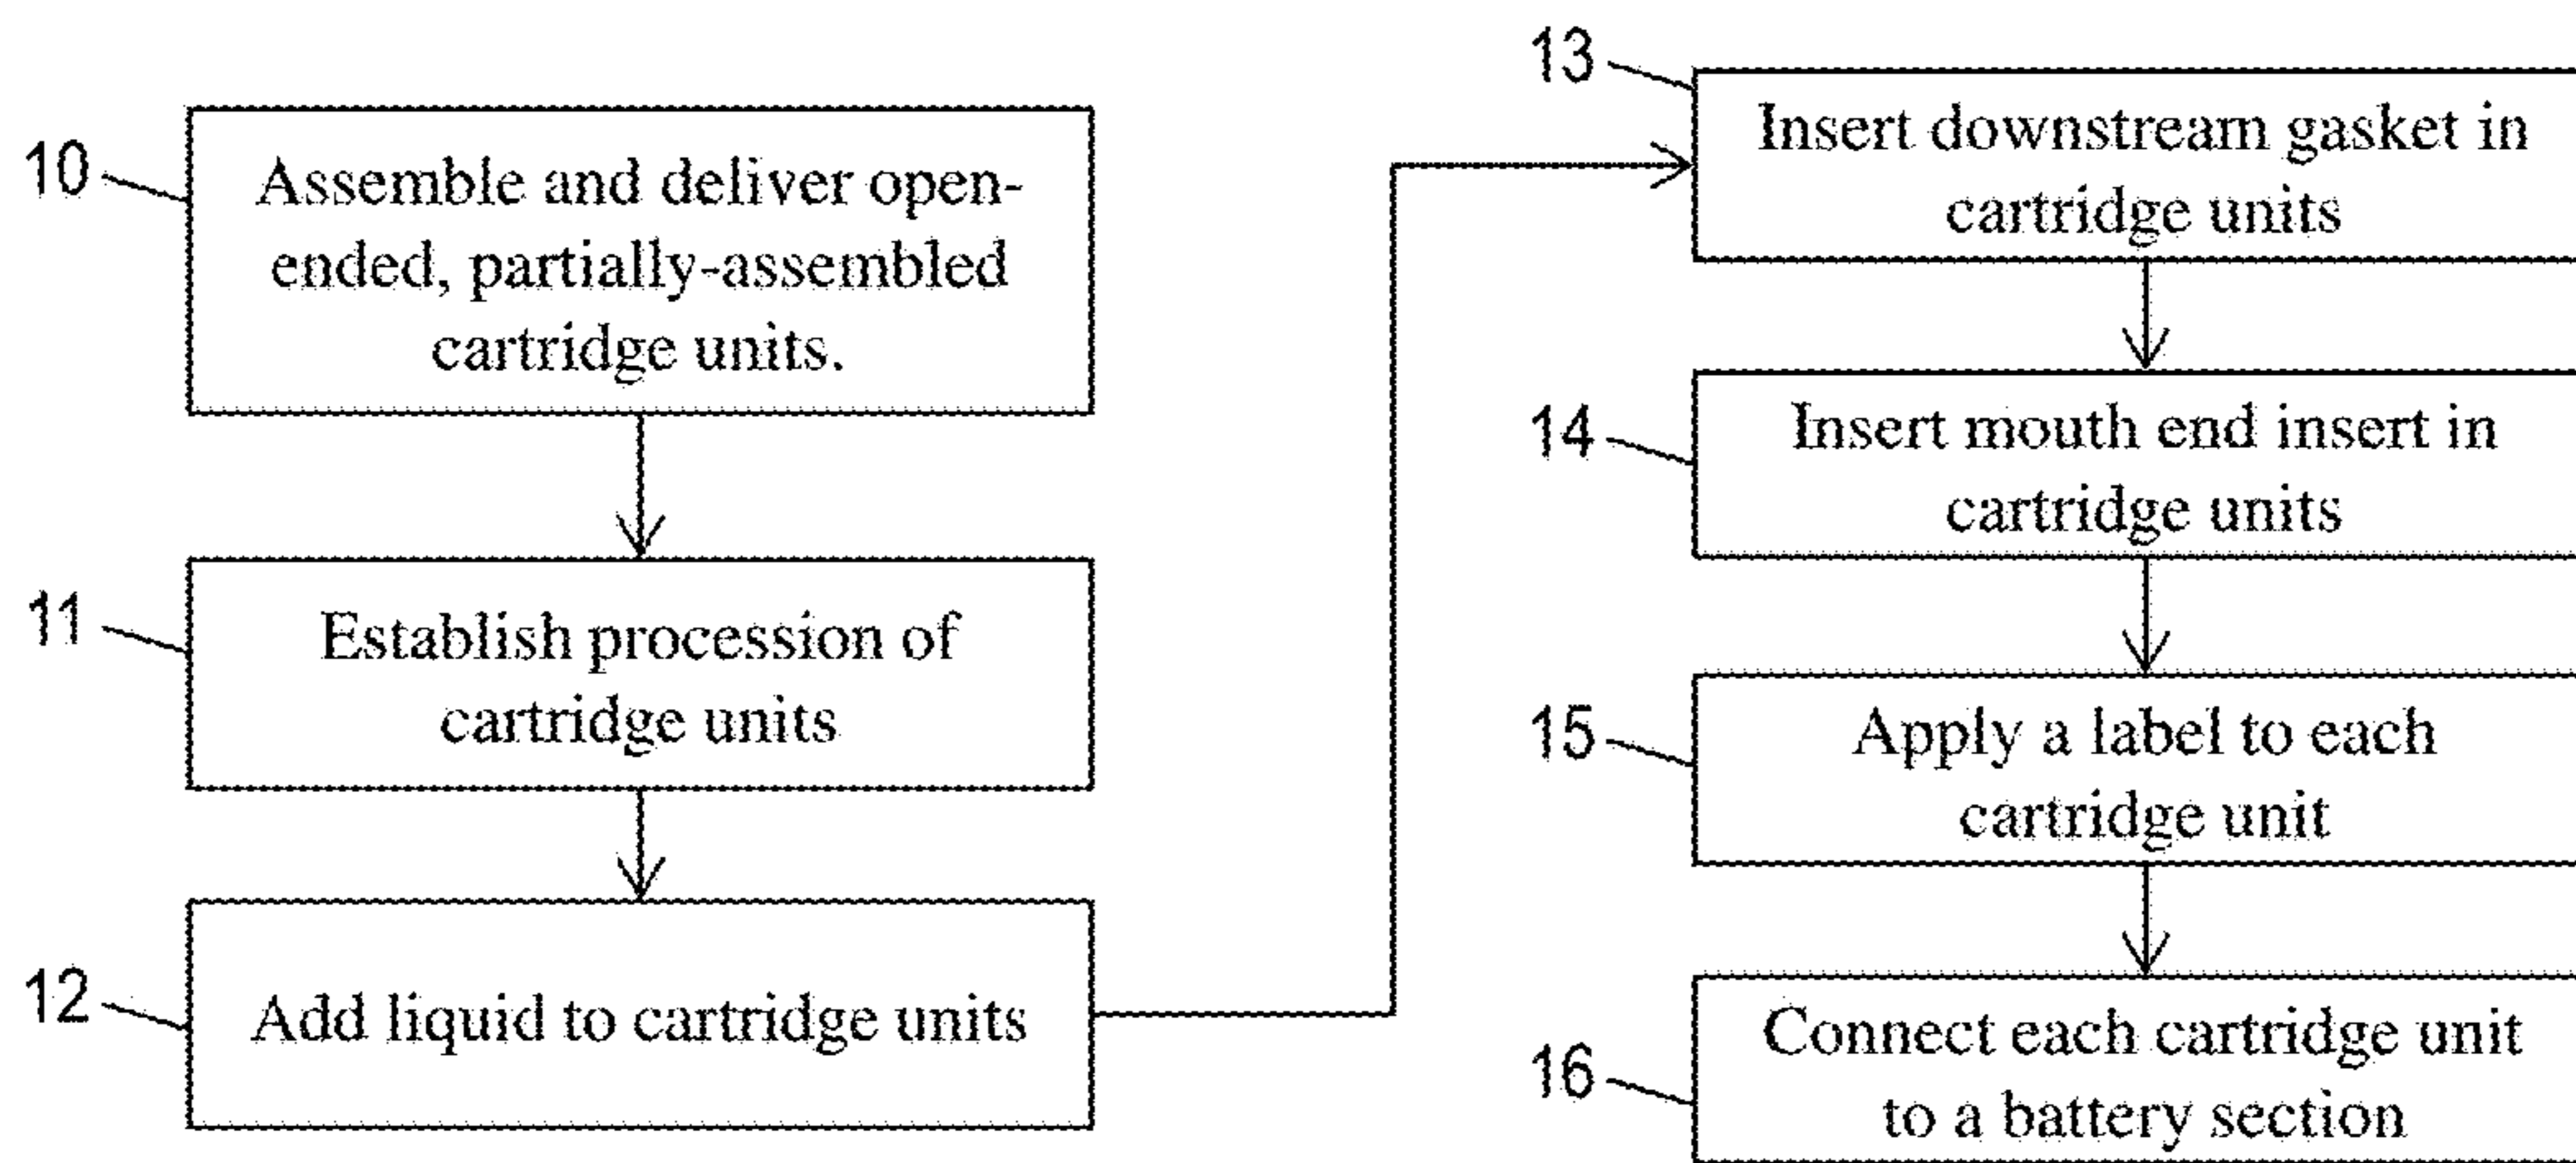 10
Assemble and deliver open-
ended, partially-assembled
cartridge units.
11
Establish procession of
cartridge units
12
Add liquid to cartridge units
13
Insert downstream gasket in
cartridge units
14
Insert mouth end insert in
cartridge units
15
Apply a label to each
cartridge unit
16
Connect each cartridge unit
to a battery section